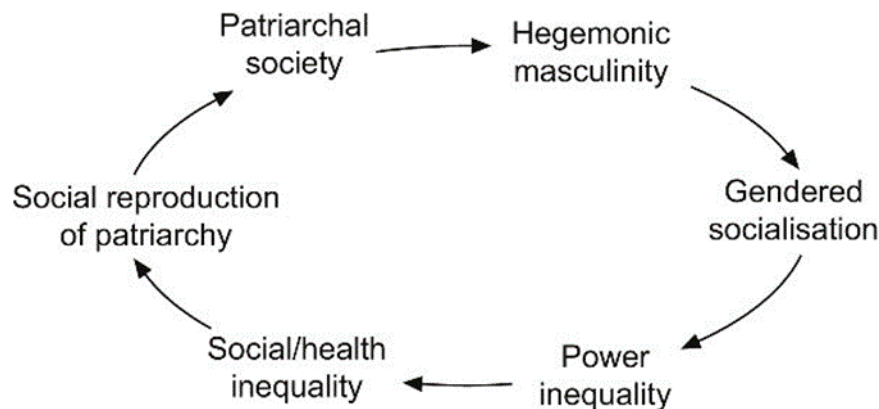 Patriarchal
society
Hegemonic
masculinity
Gendered
socialisation
Power
inequality
Social/health
inequality
Social reproduction
of patriarchy